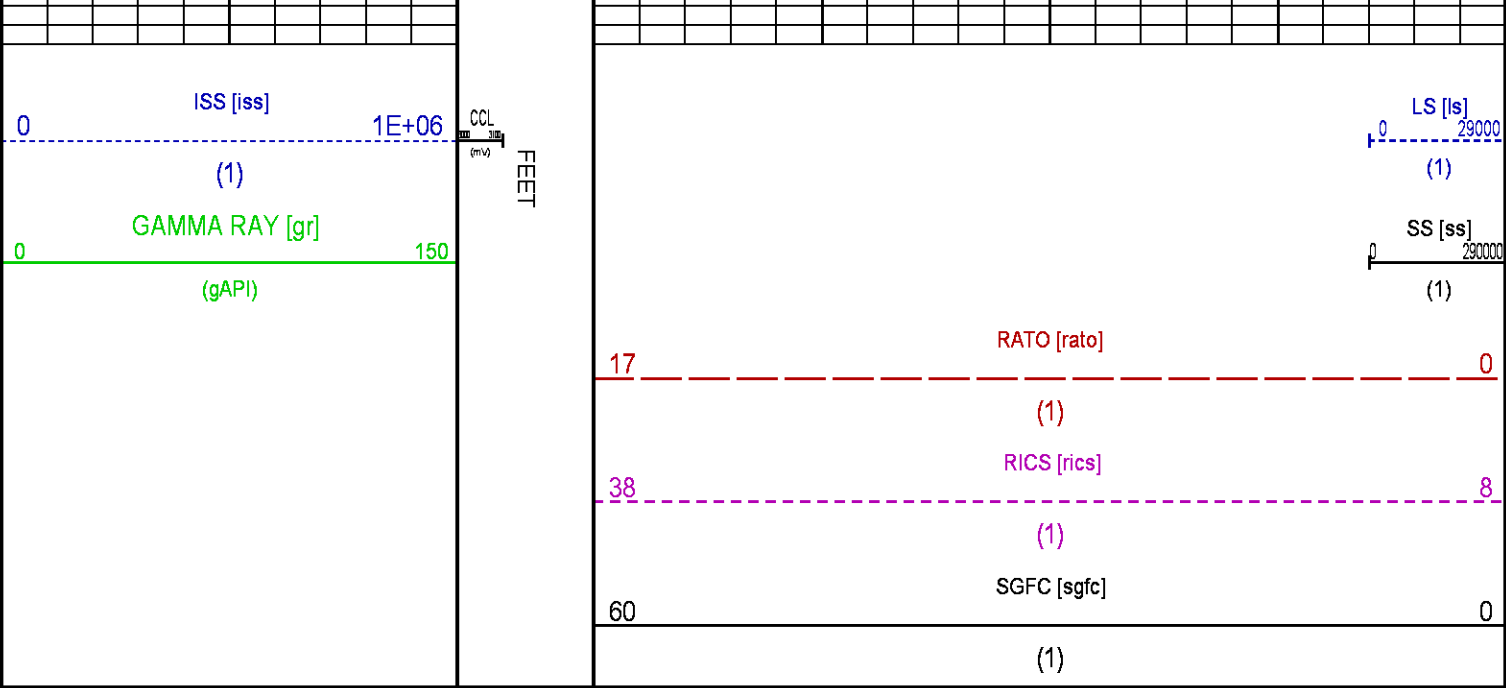 ISS [iss]
0 1E+06
(1)
GAMMA RAY [gr]
0 150
(gAPI)
CCL
(mV)
FEET
LS [ls]
0 29000
(1)
SS [ss]
0 290000
(1)
RATO [rato]
17 0
(1)
RICS [rics]
38 8
(1)
SGFC [sgfc]
60 0
(1)